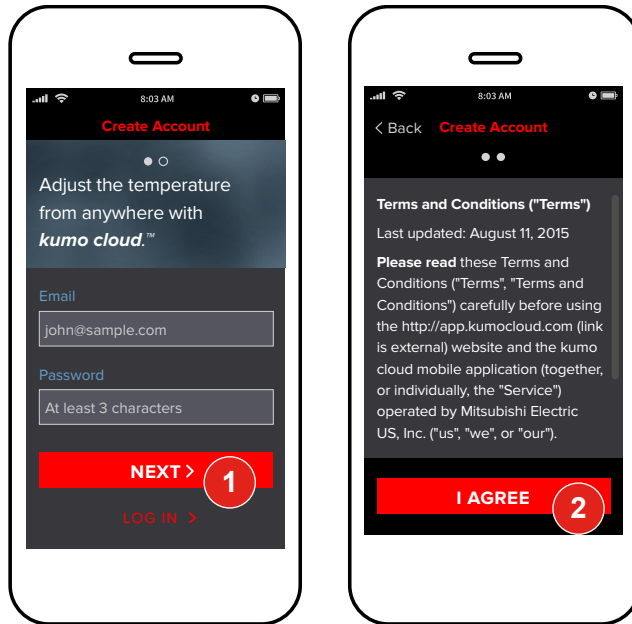 8:03 AM
Create Account
Adjust the temperature
from anywhere with
kumo cloud.™
Email
john@sample.com
Password
At least 3 characters
NEXT >
1
LOG IN >
8:03 AM
< Back Create Account
Terms and Conditions ("Terms")
Last updated: August 11, 2015
Please read these Terms and
Conditions ("Terms", "Terms and
Conditions") carefully before using
the http://app.kumocloud.com (link
is external) website and the kumo
cloud mobile application (together,
or individually, the "Service")
operated by Mitsubishi Electric
US, Inc. ("us", "we", or "our").
I AGREE
2